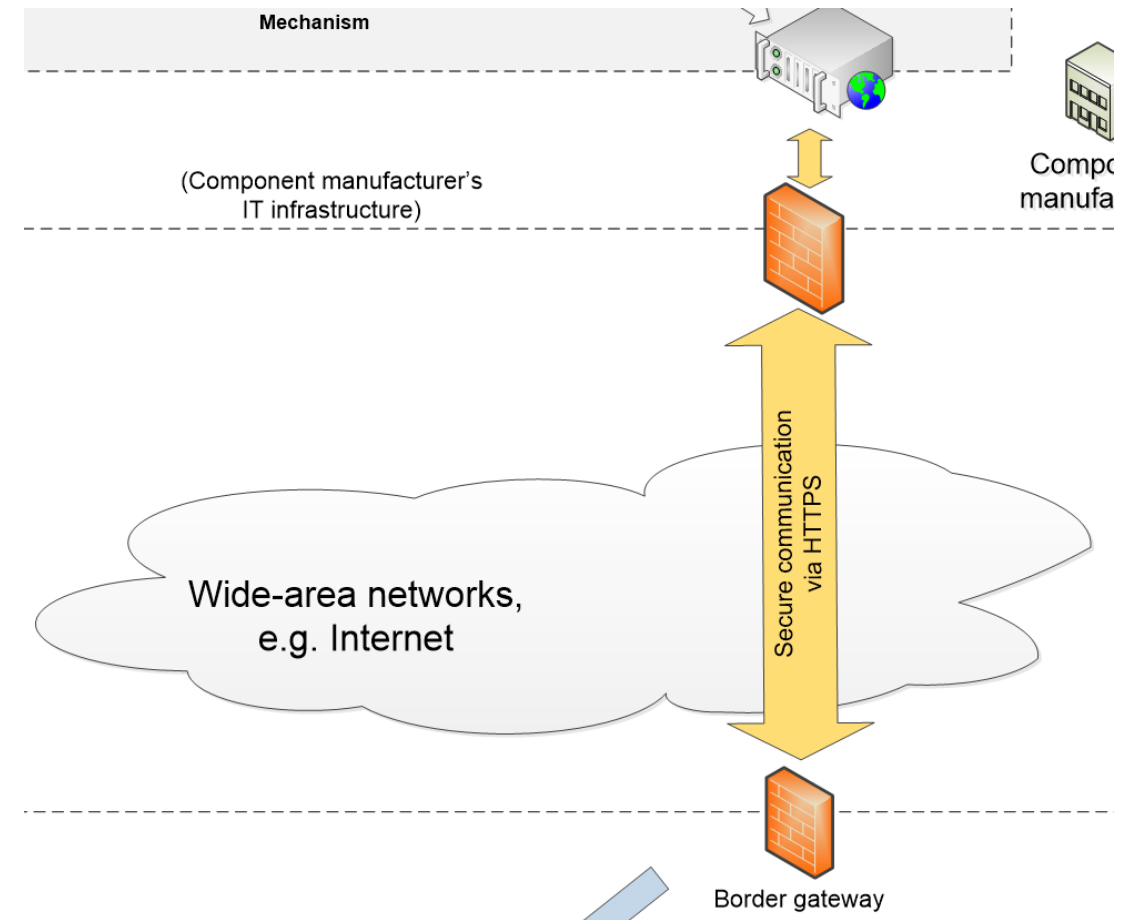 Mechanism
(Component manufacturer's
IT infrastructure)
Secure communication
via HTTPS
Wide-area networks,
e.g. Internet
Border gateway